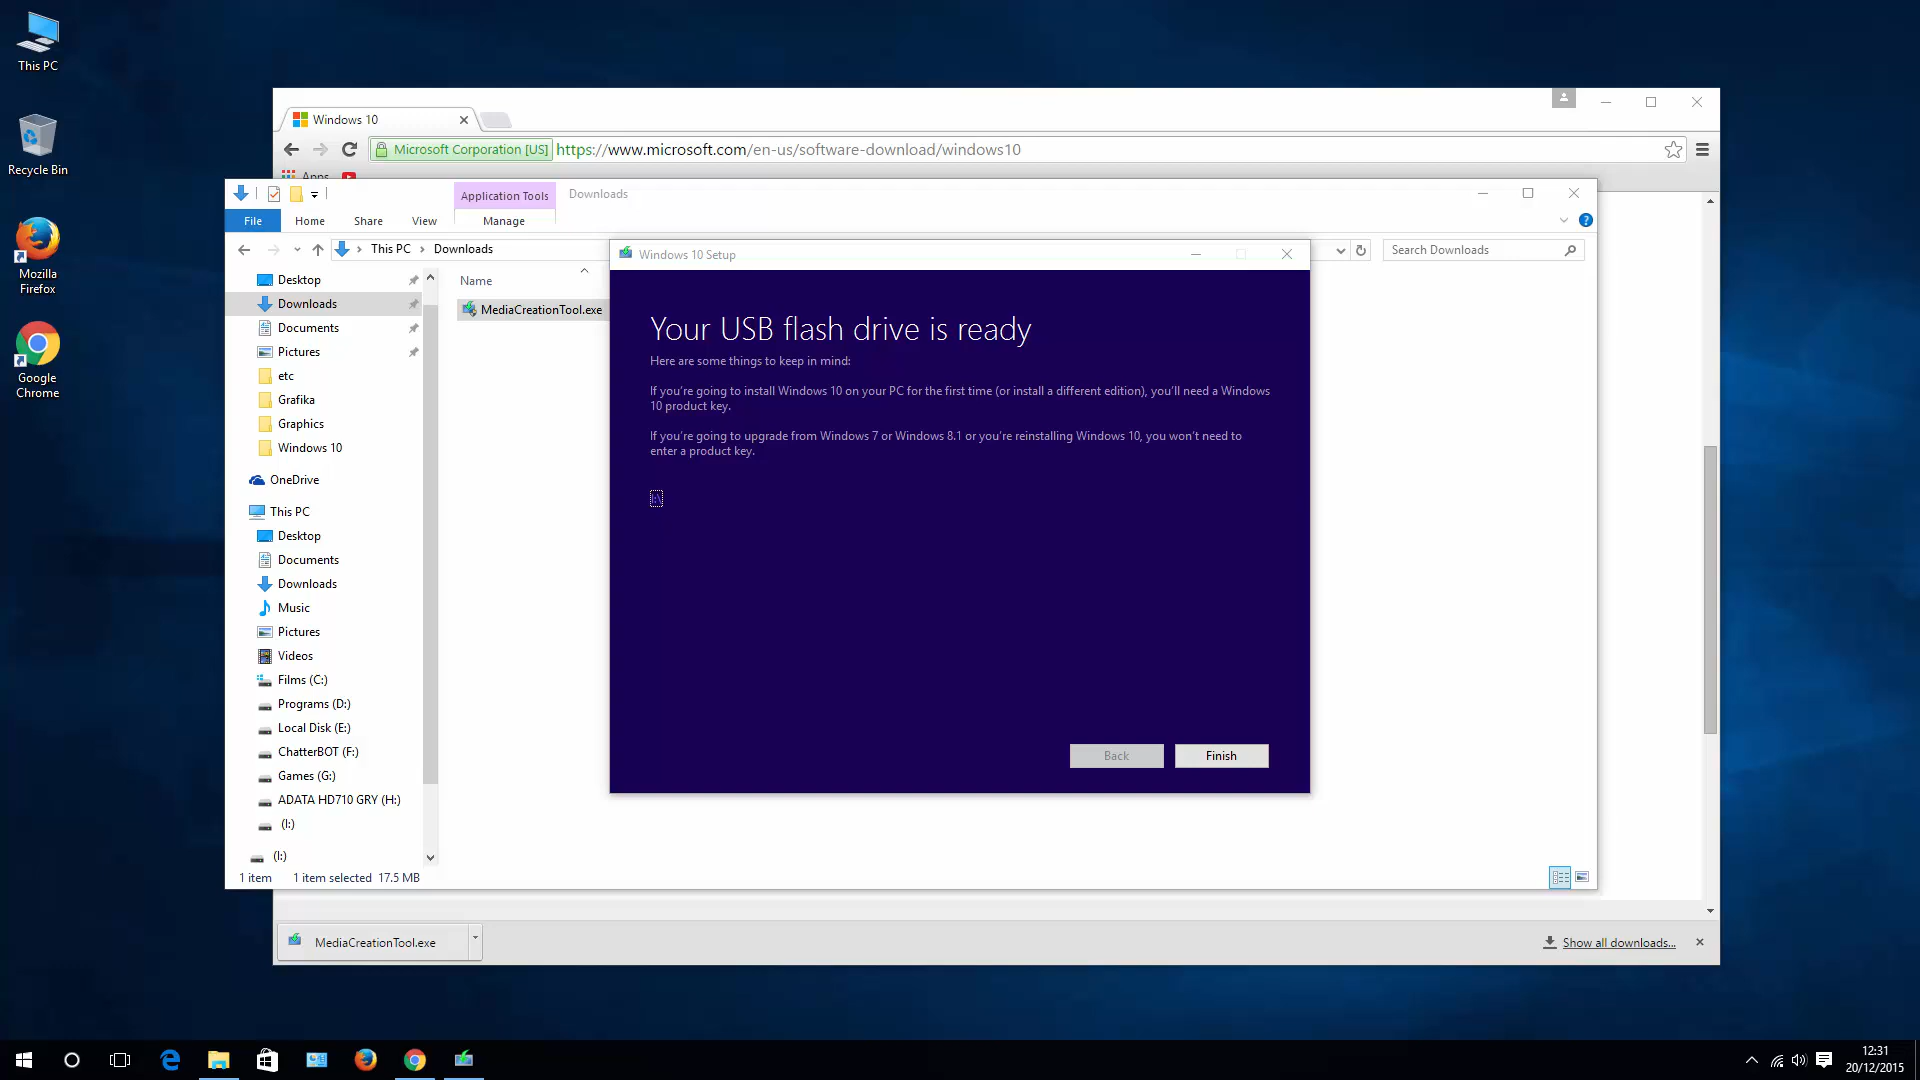 This PC
Recycle Bin
Mozilla
Firefox
Google
Chrome
Windows 10
Microsoft Corporation [US]
https://www.microsoft.com/en-us/software-download/windows10
Apps
Application Tools
Downloads
File
Home
Share
View
Manage
This PC
Downloads
Search Downloads
Desktop
Downloads
Documents
Pictures
etc
Grafika
Graphics
Windows 10
OneDrive
This PC
Desktop
Documents
Downloads
Music
Pictures
Videos
Films (C:)
Programs (D:)
Local Disk (E:)
ChatterBOT (F:)
Games (G:)
ADATA HD710 GRY (H:)
(I:)
(I:)
1 item
1 item selected 17.5 MB
Name
MediaCreationTool.exe
Windows 10 Setup
Your USB flash drive is ready
Here are some things to keep in mind:
If you're going to install Windows 10 on your PC for the first time (or install a different edition), you'll need a Windows
10 product key.
If you're going to upgrade from Windows 7 or Windows 8.1 or you're reinstalling Windows 10, you won't need to
enter a product key.
Back
Finish
MediaCreationTool.exe
Show all downloads...
12:31
20/12/2015